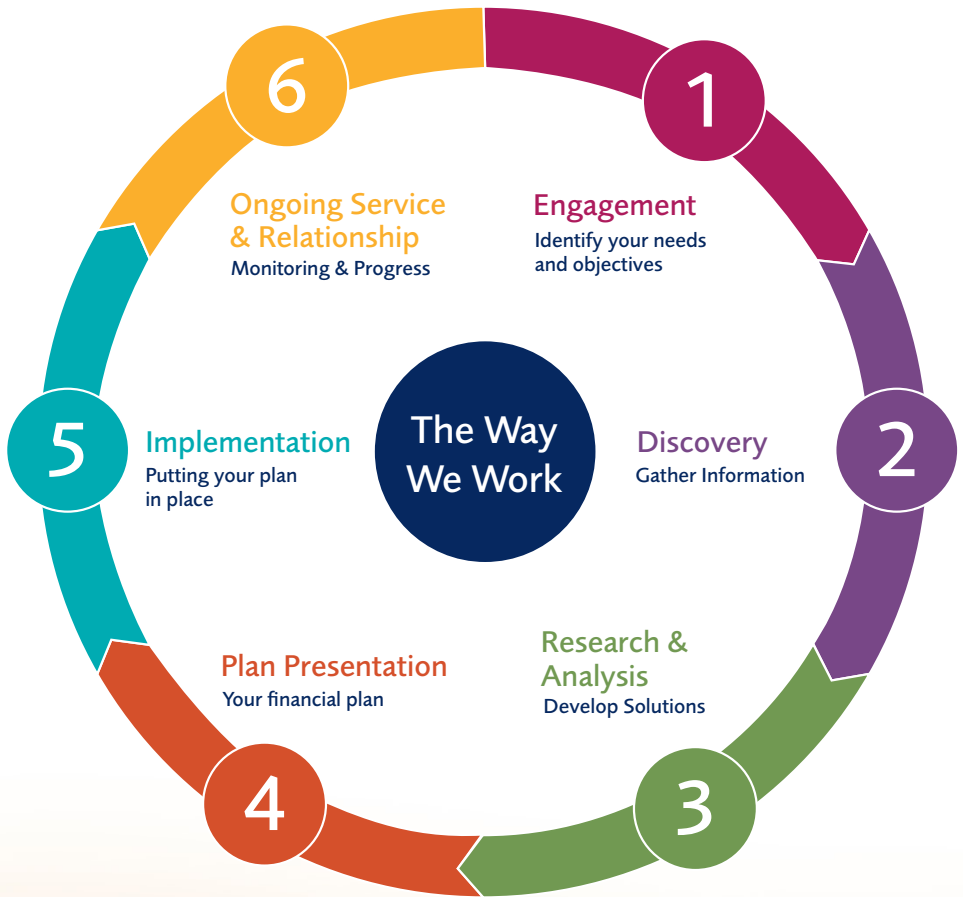 The Way
We Work
1
Engagement
Identify your needs
and objectives
2
Discovery
Gather Information
3
Research &
Analysis
Develop Solutions
4
Plan Presentation
Your financial plan
5
Implementation
Putting your plan
in place
6
Ongoing Service
& Relationship
Monitoring & Progress